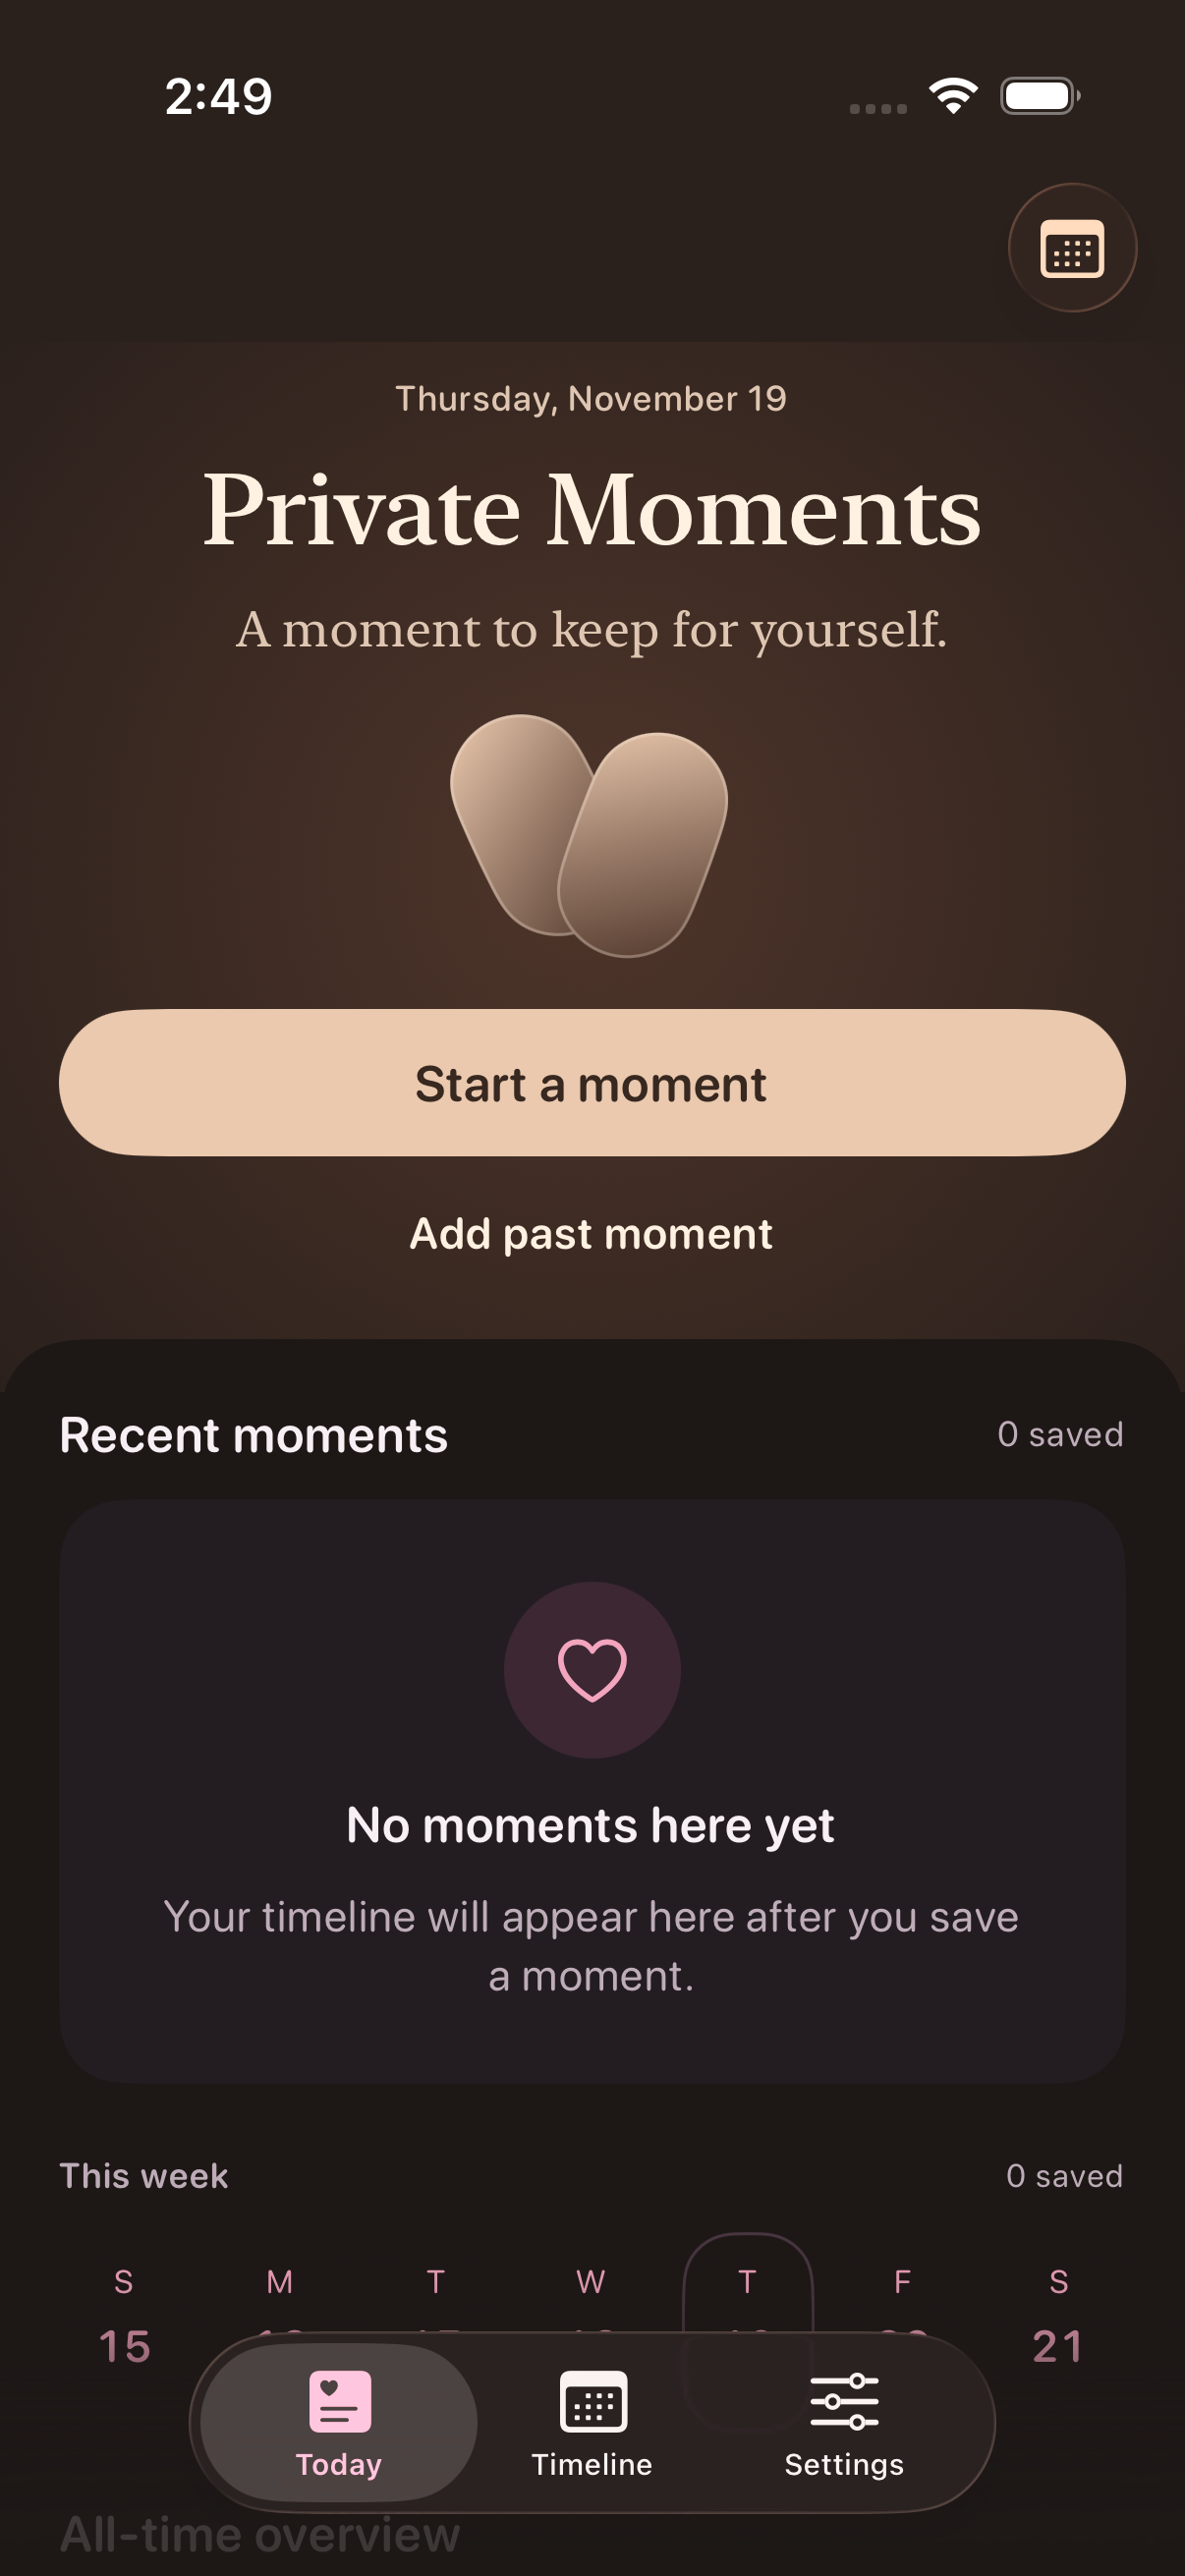 2:49
Thursday, November 19
Private Moments
A moment to keep for yourself.
Start a moment
Add past moment
Recent moments
0 saved
No moments here yet
Your timeline will appear here after you save
a moment.
This week
0 saved
S M T W T F S
15 21
Today Timeline Settings
All-time overview